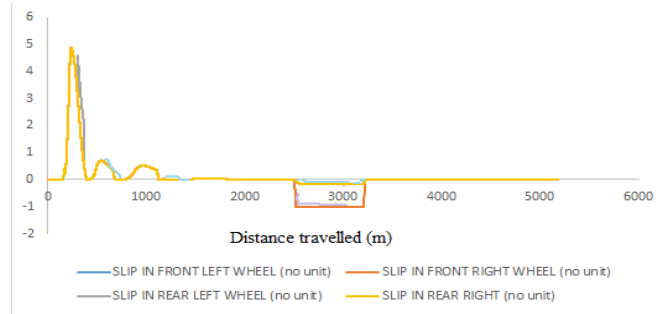 6
5
4
3
2
1
0
0 1000 2000 3000 4000 5000 6000
-1
-2
Distance travelled (m)
SLIP IN FRONT LEFT WHEEL (no unit) SLIP IN FRONT RIGHT WHEEL (no unit)
SLIP IN REAR LEFT WHEEL (no unit) SLIP IN REAR RIGHT (no unit)